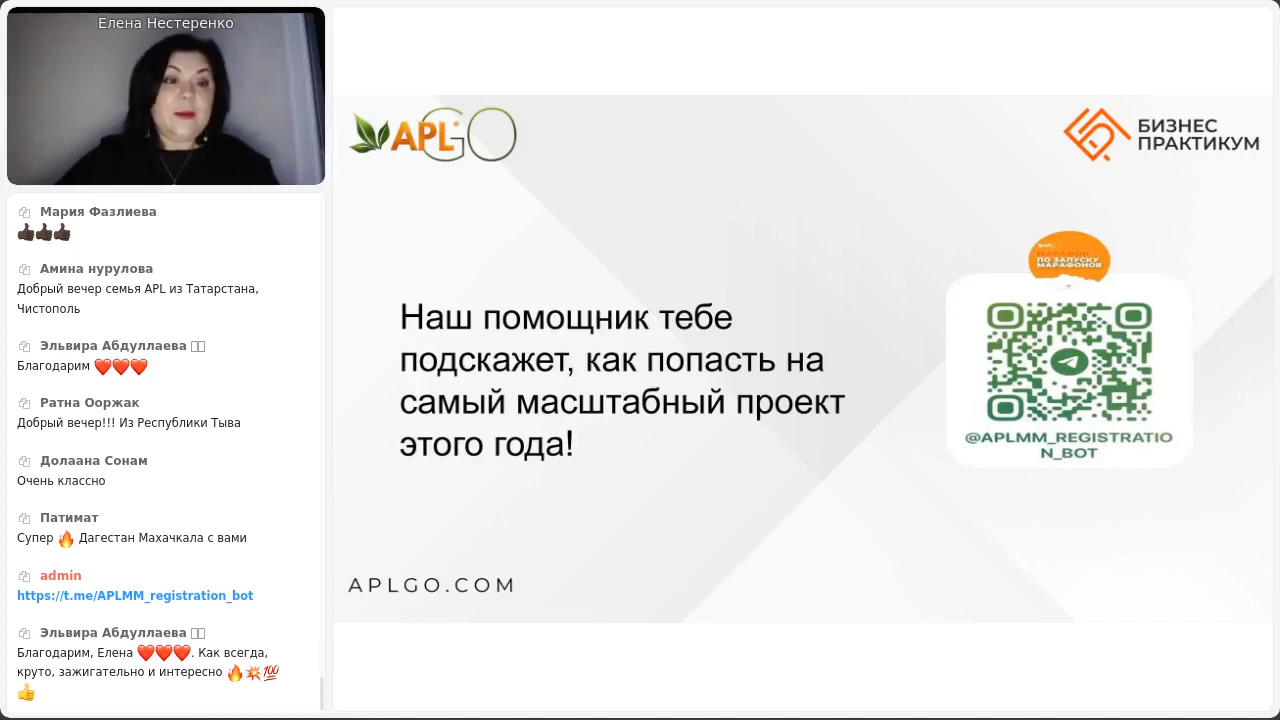 Елена Нестеренко
Мария Фазлиева
Амина нурулова
Добрый вечер семья APL из Татарстана,
Чистополь
Эльвира Абдуллаева
Благодарим ❤️❤️❤️
Ратна Ооржак
Добрый вечер!!! Из Республики Тыва
Долаана Сонам
Очень классно
Патимат
Супер 🔥 Дагестан Махачкала с вами
admin
https://t.me/APLMM_registration_bot
Эльвира Абдуллаева
Благодарим, Елена ❤️❤️❤️. Как всегда,
круто, зажигательно и интересно 🔥💥💯
👍
APLGO
БИЗНЕС
ПРАКТИКУМ
Наш помощник тебе
подскажет, как попасть на
самый масштабный проект
этого года!
МАРАФОН
ПО ЗАПУСКУ
МАРАФОНОВ
@APLMM_REGISTRATIO
N_BOT
APLGO.COM